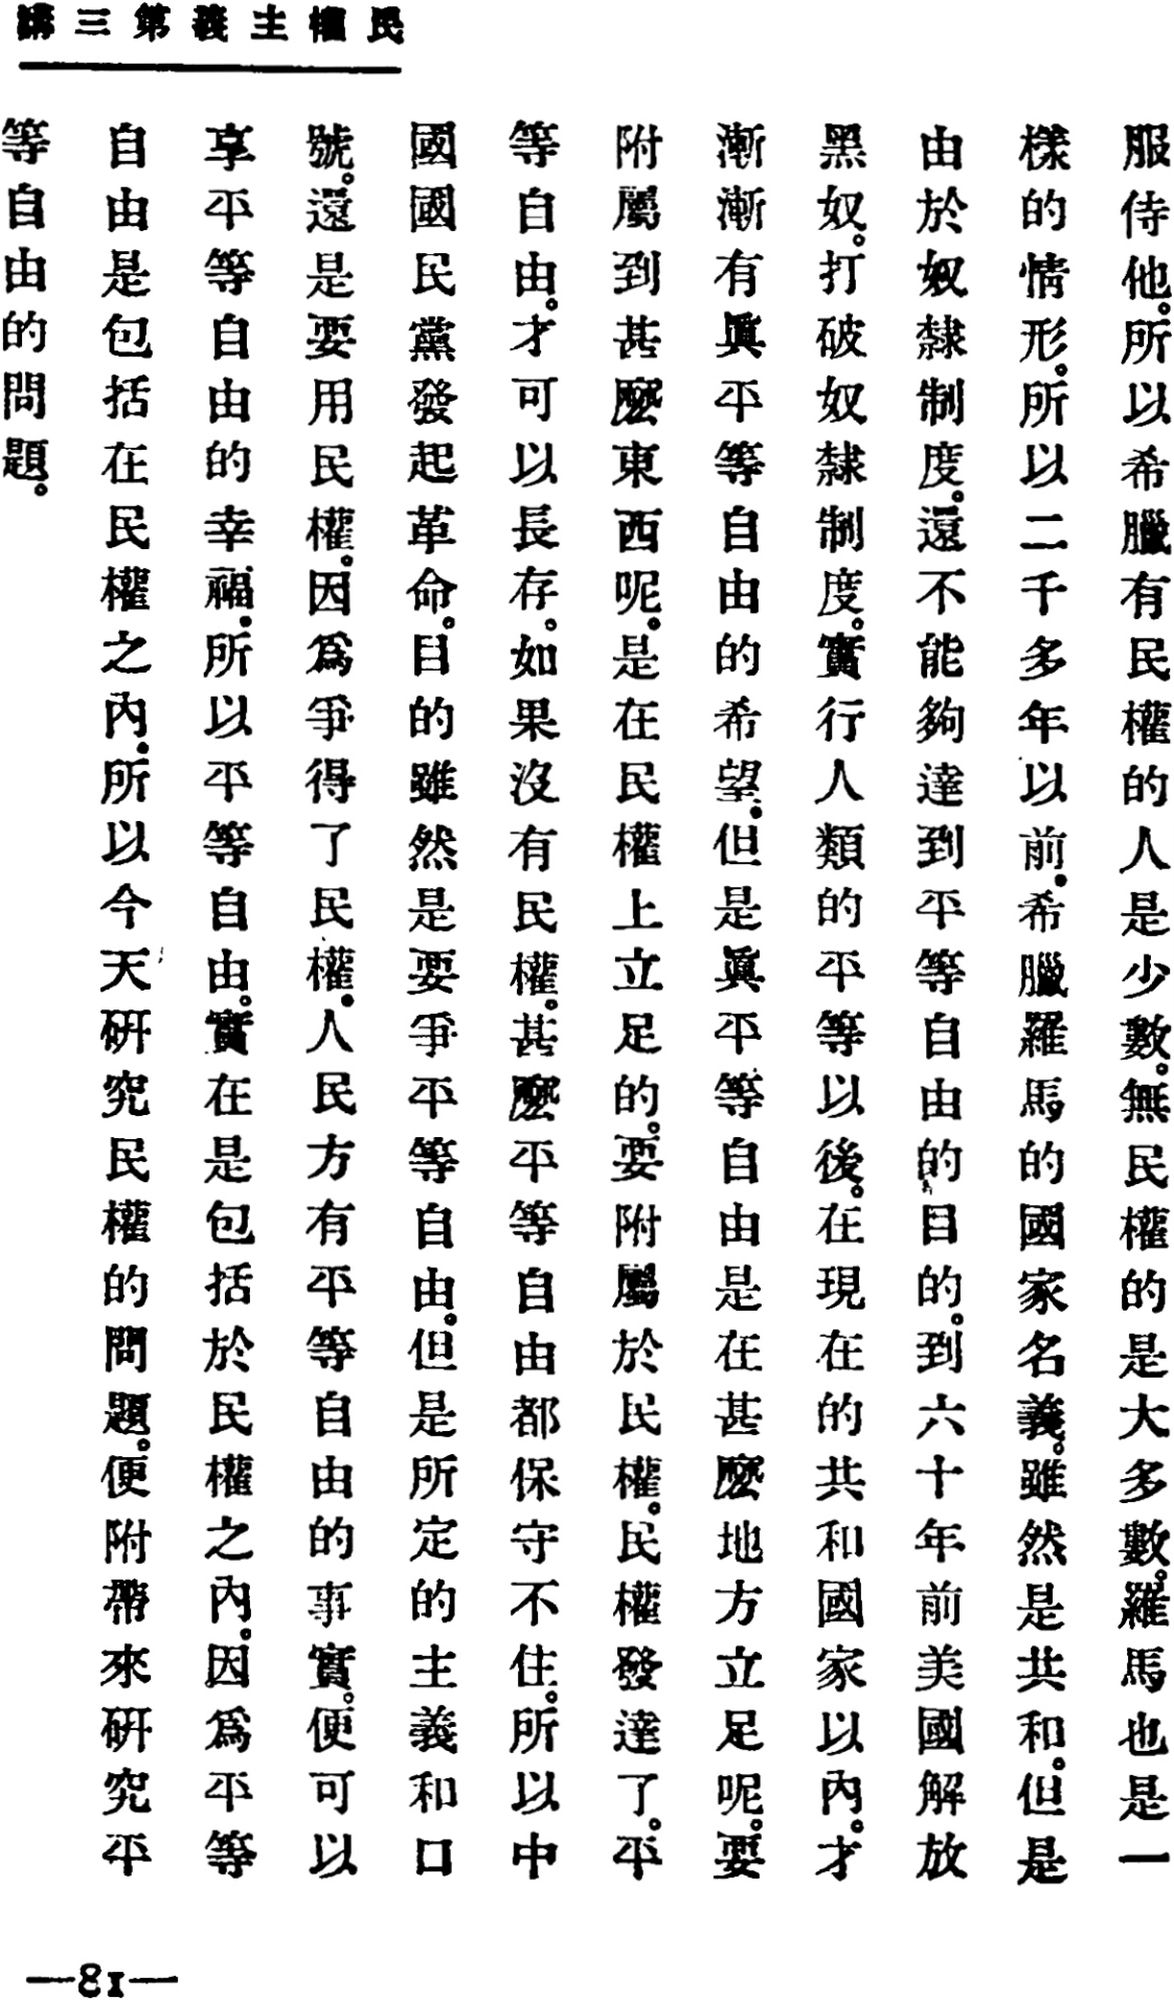 民權主義第三講
服侍他。所以希臘有民權的人是少數。無民權的是大多數。羅馬也是一
樣的情形。所以二千多年以前。希臘羅馬的國家名義。雖然是共和。但是
由於奴隸制度。還不能夠達到平等自由的目的。到六十年前美國解放
黑奴。打破奴隸制度。實行人類的平等以後。在現在的共和國家以內。才
漸漸有眞平等自由的希望。但是眞平等自由是在甚麼地方立足呢。要
附屬到甚麼東西呢。是在民權上立足的。要附屬於民權。民權發達了。平
等自由。才可以長存。如果沒有民權。甚麼平等自由都保守不住。所以中
國國民黨發起革命。目的雖然是要爭平等自由。但是所定的主義和口
號。還是要用民權。因爲爭得了民權。人民方有平等自由的事實。便可以
享平等自由的幸福。所以平等自由。實在是包括於民權之內。因爲平等
自由是包括在民權之內。所以今天硏究民權的問題。便附帶來硏究平
等自由的問題。
—81—